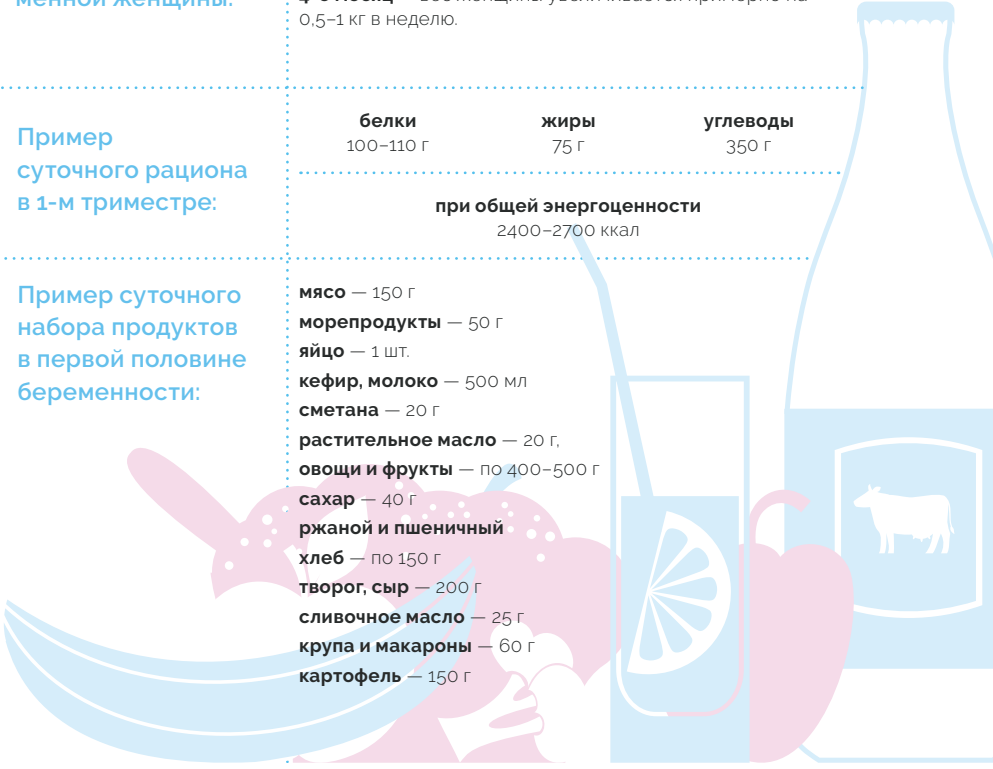 менной женщины:
0,5–1 кг в неделю.
Пример
суточного рациона
в 1-м триместре:
белки
100–110 г
жиры
75 г
углеводы
350 г
при общей энергоценности
2400–2700 ккал
Пример суточного
набора продуктов
в первой половине
беременности:
мясо — 150 г
морепродукты — 50 г
яйцо — 1 шт.
кефир, молоко — 500 мл
сметана — 20 г
растительное масло — 20 г,
овощи и фрукты — по 400–500 г
сахар — 40 г
ржаной и пшеничный
хлеб — по 150 г
творог, сыр — 200 г
сливочное масло — 25 г
крупа и макароны — 60 г
картофель — 150 г